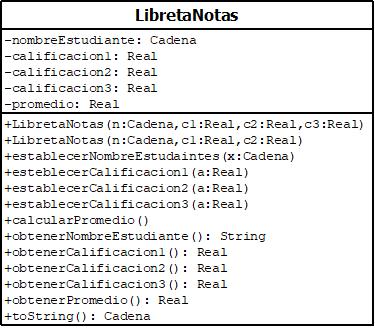 LibretaNotas
-nombreEstudiante: Cadena
-calificacion1: Real
-calificacion2: Real
-calificacion3: Real
-promedio: Real
+LibretaNotas(n:Cadena,c1:Real,c2:Real,c3:Real)
+LibretaNotas(n:Cadena,c1:Real,c2:Real)
+establecerNombreEstudaintes(x:Cadena)
+esteblecerCalificacion1(a:Real)
+establecerCalificacion2(a:Real)
+establecerCalificacion3(a:Real)
+calcularPromedio()
+obtenerNombreEstudiante(): String
+obtenerCalificacion1(): Real
+obtenerCalificacion2(): Real
+obtenerCalificacion3(): Real
+obtenerPromedio(): Real
+toString(): Cadena